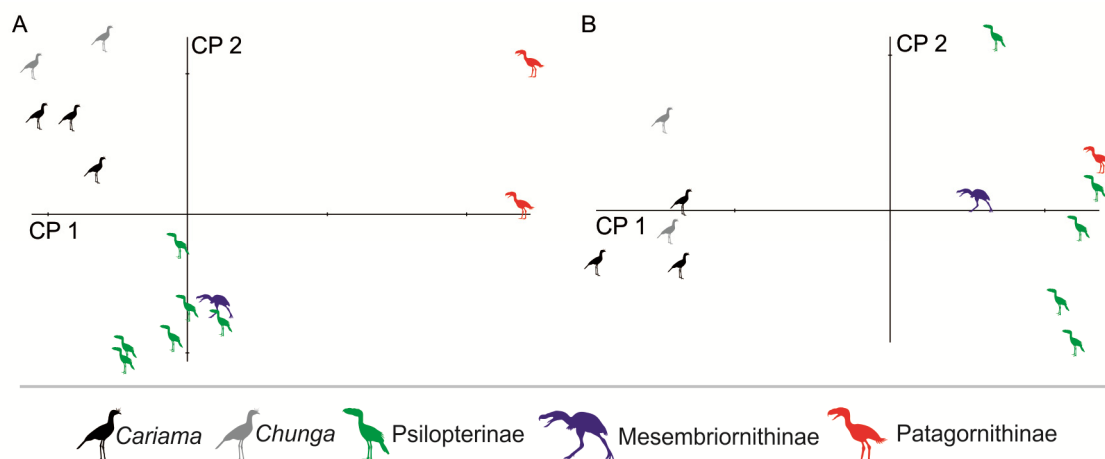 A
CP 2
CP 1
B
CP 2
CP 1
Cariama Chunga Psilopterinae Mesembriornithinae Patagornithinae